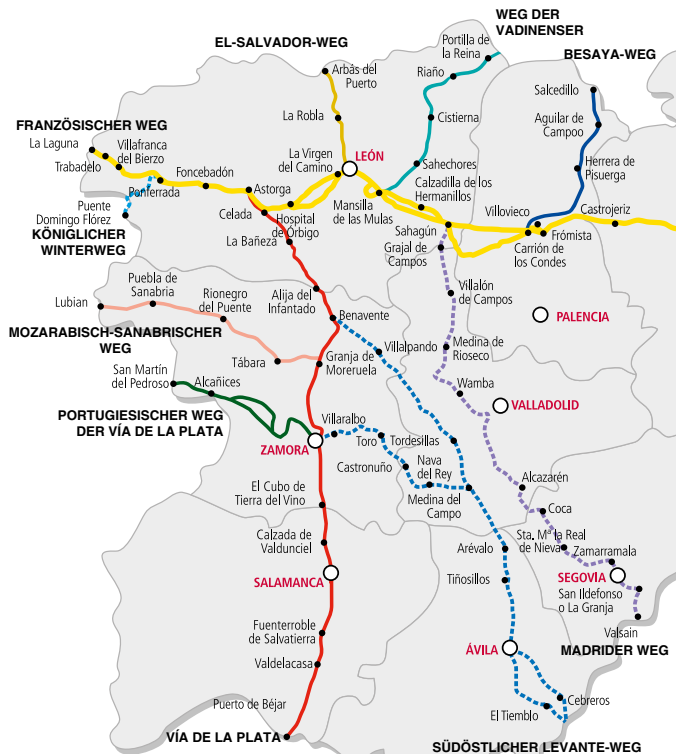 WEG DER
VADINENSER
EL-SALVADOR-WEG
Portilla de
la Reina
BESAYA-WEG
Arbás del
Puerto
Riaño
Salcedillo
La Robla
Cistierna
Aguilar de
Campoo
FRANZÖSISCHER WEG
La Laguna
Villafranca
del Bierzo
Trabadelo
Foncebadón
La Virgen
del Camino
LEÓN
Sahechores
Herrera de
Pisuerga
Ponferrada
Astorga
Calzadilla de los
Hermanillos
Puente
Domingo Flórez
Celada
Hospital
de Órbigo
Mansilla
de las Mulas
Villovieco
Castrojeriz
KÖNIGLICHER
WINTERWEG
La Bañeza
Sahagún
Grajal de
Campos
Carrión de
los Condes
Frómista
Puebla de
Sanabria
Lubian
Rionegro
del Puente
Alija del
Infantado
Benavente
Villalón
de Campos
PALENCIA
MOZARABISCH-SANABRISCHER
WEG
Villalpando
Medina de
Rioseco
San Martín
del Pedroso
Alcañices
Tábara
Granja de
Moreruela
Wamba
VALLADOLID
PORTUGIESISCHER WEG
DER VÍA DE LA PLATA
Villaralbo
ZAMORA
Toro
Tordesillas
Castronuño
Nava
del Rey
El Cubo de
Tierra del Vino
Medina del
Campo
Alcazarén
Coca
Calzada de
Valdunciel
Arévalo
Sta. Mª la Real
de Nieva
Zamarramala
SALAMANCA
Tiñosillos
SEGOVIA
San Ildefonso
o La Granja
Fuenterroble
de Salvatierra
Valsain
Valdelacasa
ÁVILA
MADRIDER WEG
Puerto de Béjar
Cebreros
El Tiemblo
VÍA DE LA PLATA
SÜDÖSTLICHER LEVANTE-WEG